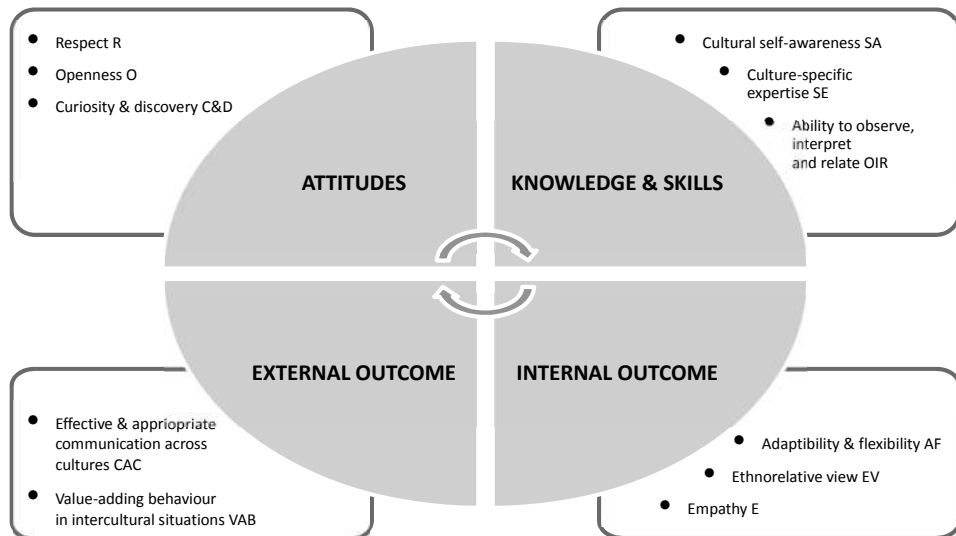 • Respect R
• Openness O
• Curiosity & discovery C&D
ATTITUDES
• Cultural self-awareness SA
• Culture-specific
expertise SE
• Ability to observe,
interpret
and relate OIR
KNOWLEDGE & SKILLS
EXTERNAL OUTCOME
• Effective & appriopriate
communication across
cultures CAC
• Value-adding behaviour
in intercultural situations VAB
INTERNAL OUTCOME
• Adaptibility & flexibility AF
• Ethnorelative view EV
• Empathy E